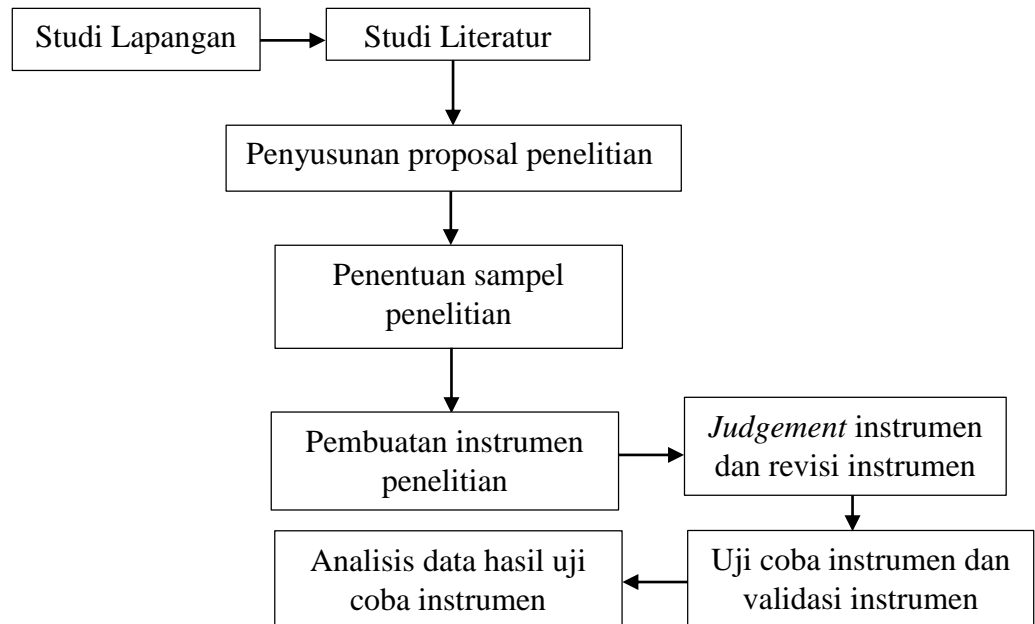 Studi Lapangan
Studi Literatur
Penyusunan proposal penelitian
Penentuan sampel
penelitian
Pembuatan instrumen
penelitian
Judgement instrumen
dan revisi instrumen
Uji coba instrumen dan
validasi instrumen
Analisis data hasil uji
coba instrumen